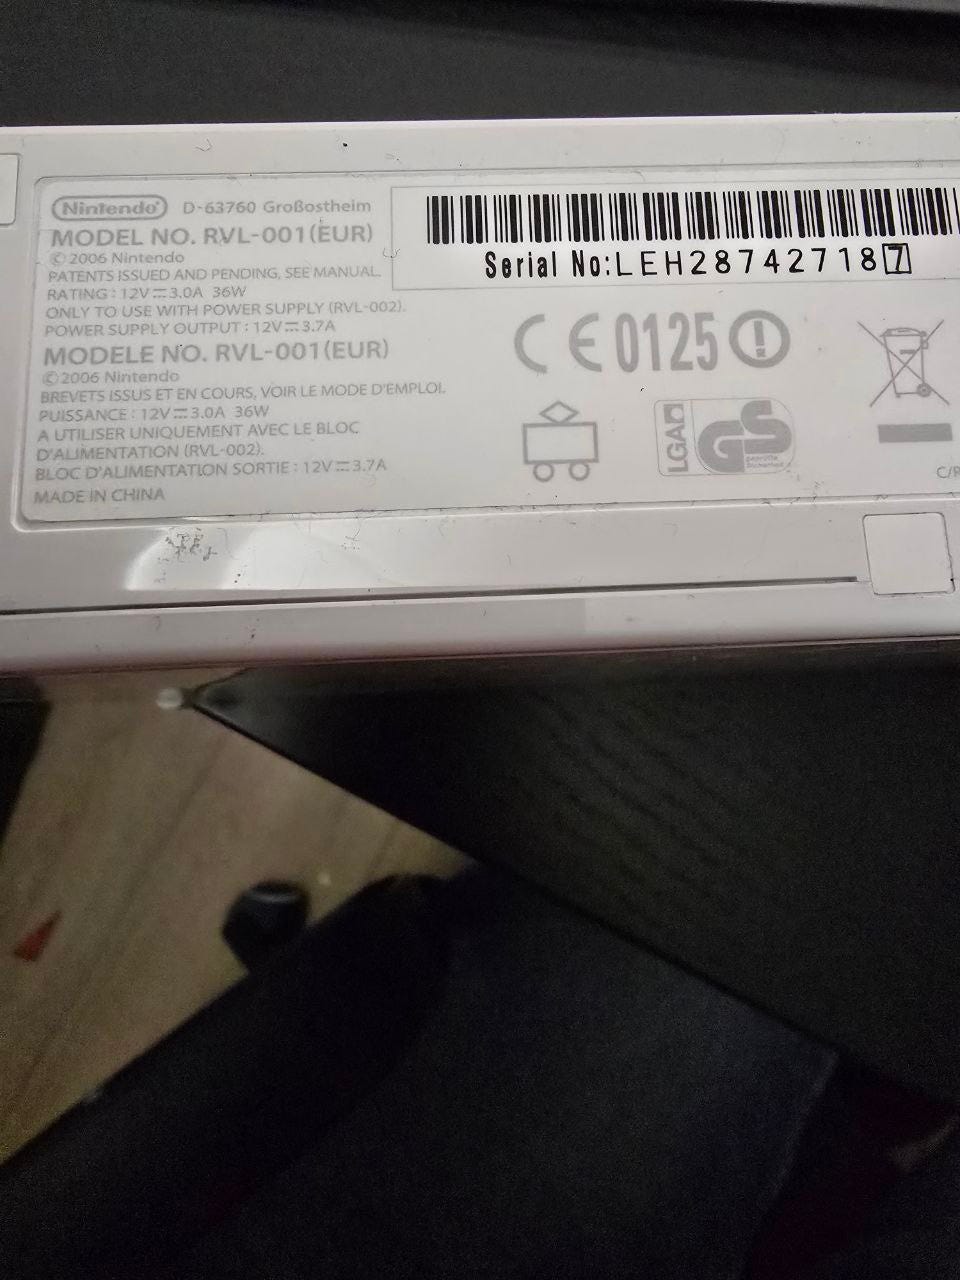 Nintendo D-63760 Großostheim
MODEL NO. RVL-001(EUR)
©2006 Nintendo
PATENTS ISSUED AND PENDING, SEE MANUAL.
RATING : 12V⎓3.0A 36W
ONLY TO USE WITH POWER SUPPLY (RVL-002).
POWER SUPPLY OUTPUT : 12V⎓3.7A
MODELE NO. RVL-001(EUR)
©2006 Nintendo
BREVETS ISSUS ET EN COURS, VOIR LE MODE D'EMPLOI.
PUISSANCE : 12V⎓3.0A 36W
A UTILISER UNIQUEMENT AVEC LE BLOC
D'ALIMENTATION (RVL-002).
BLOC D'ALIMENTATION SORTIE : 12V⎓3.7A
MADE IN CHINA
Serial No:LEH287427187
CE0125
LGA
GS
geprüfte
Sicherheit
C/